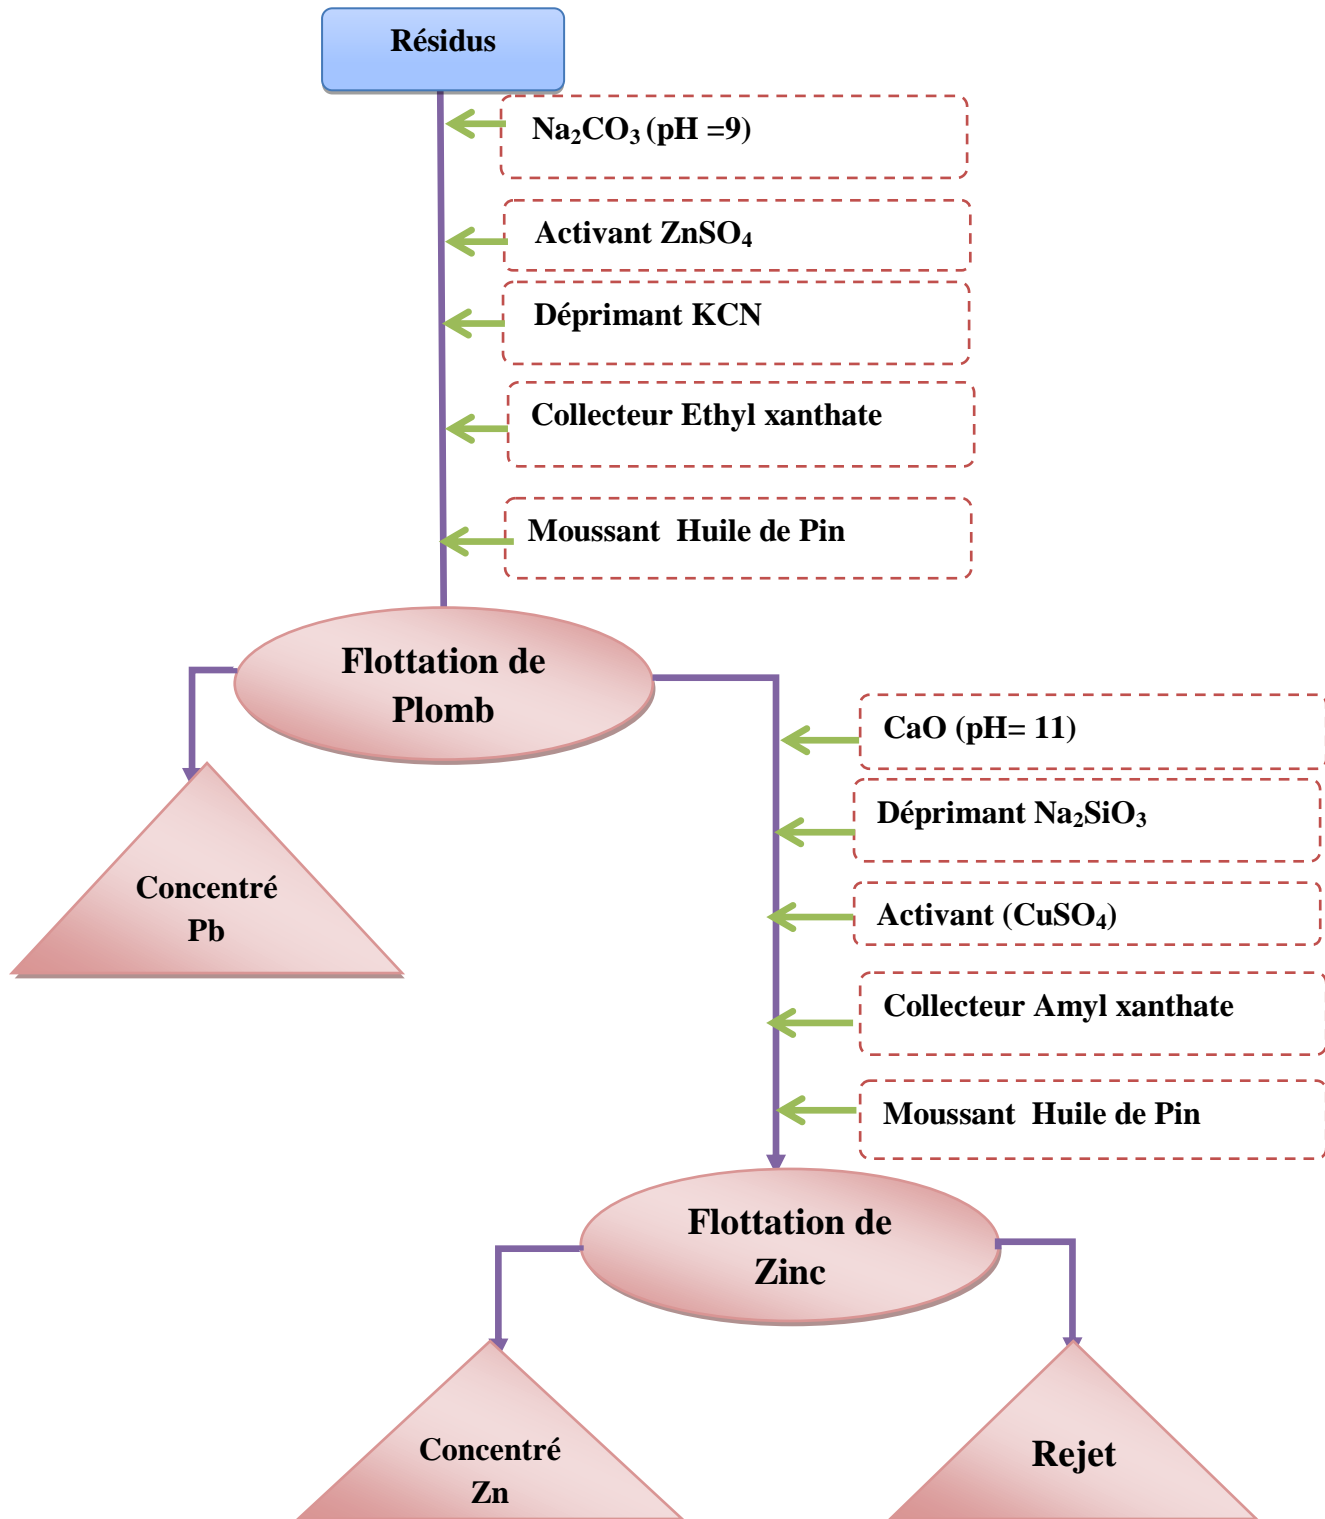 Résidus
Na₂CO₃ (pH =9)
Activant ZnSO₄
Déprimant KCN
Collecteur Ethyl xanthate
Moussant  Huile de Pin
Flottation de
Plomb
CaO (pH= 11)
Déprimant Na₂SiO₃
Concentré
Pb
Activant (CuSO₄)
Collecteur Amyl xanthate
Moussant  Huile de Pin
Flottation de
Zinc
Concentré
Zn
Rejet